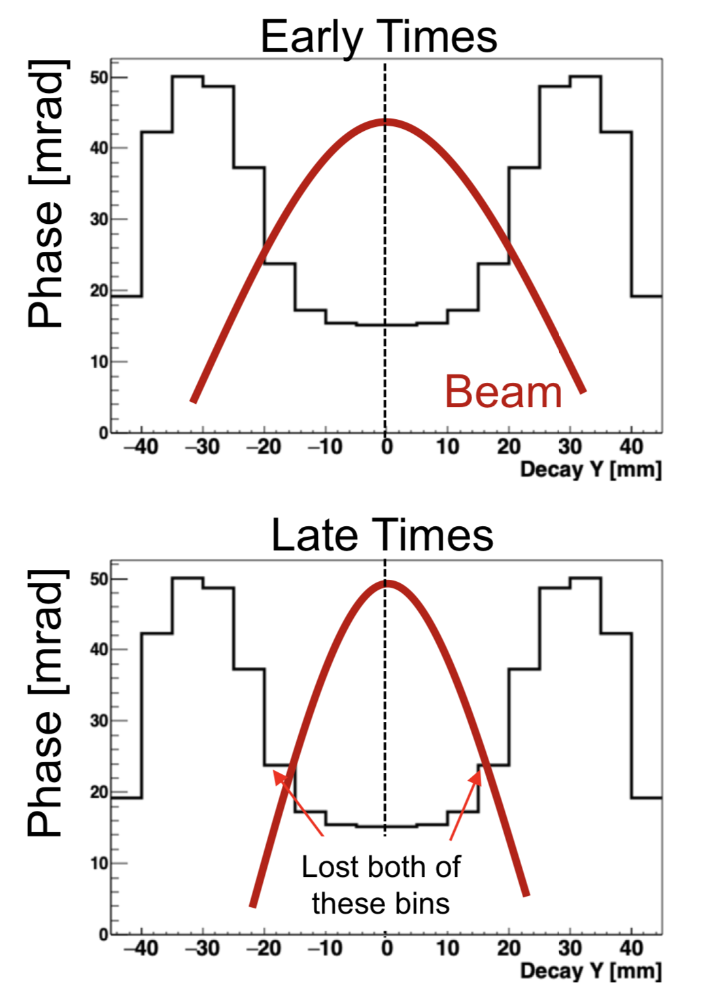 Early Times
Phase [mrad]
50
40
30
20
10
0
−40 −30 −20 −10 0 10 20 30 40
Decay Y [mm]
Beam
Late Times
Phase [mrad]
50
40
30
20
10
0
−40 −30 −20 −10 0 10 20 30 40
Decay Y [mm]
Lost both of
these bins